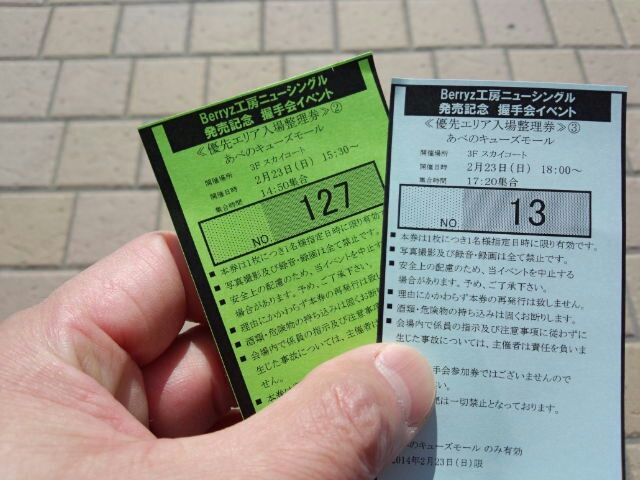 Berryz工房ニューシングル
発売記念 握手会イベント
≪優先エリア入場整理券≫②
あべのキューズモール
開催場所 3F スカイコート
開催日時 2月23日(日) 15:30～
集合時間 14:50集合
NO. 127
■ 本券は1枚につき1名様指定日時に限り有効
■ 写真撮影及び録音・録画は全て禁止です。
■ 安全上の配慮のため、当イベントを中止
場合があります。予め、ご了承下さい。
■ 理由にかかわらず本券の再発行は致し
■ 酒類・危険物の持ち込みは固くお断り
■ 会場内で係員の指示及び注意事
生じた事故については、主催者
せん。
Berryz工房ニューシングル
発売記念 握手会イベント
≪優先エリア入場整理券≫③
あべのキューズモール
開催場所 3F スカイコート
開催日時 2月23日(日) 18:00～
集合時間 17:20集合
NO. 13
■ 本券は1枚につき1名様指定日時に限り有効です。
■ 写真撮影及び録音・録画は全て禁止です。
■ 安全上の配慮のため、当イベントを中止する
場合があります。予め、ご了承下さい。
■ 理由にかかわらず本券の再発行は致しません。
■ 酒類・危険物の持ち込みは固くお断りします。
■ 会場内で係員の指示及び注意事項に従わずに
生じた事故については、主催者は責任を負いま
手会参加券ではございませんので
さい。
は一切禁止となっております。
べのキューズモール のみ有効
2014年2月23日(日)限